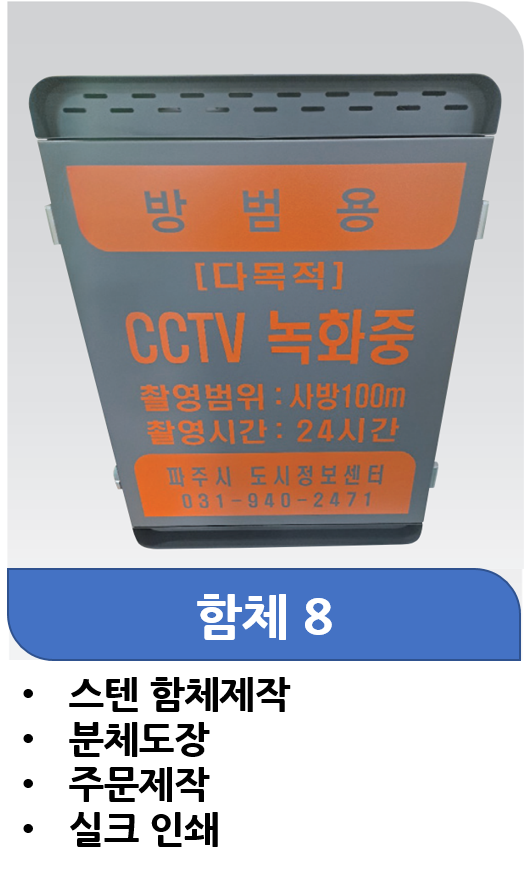 방 범 용
[다목적]
CCTV 녹화중
촬영범위 : 사방100m
촬영시간 : 24시간
파주시 도시정보센터
031-940-2471
함체 8
• 스텐 함체제작
• 분체도장
• 주문제작
• 실크 인쇄